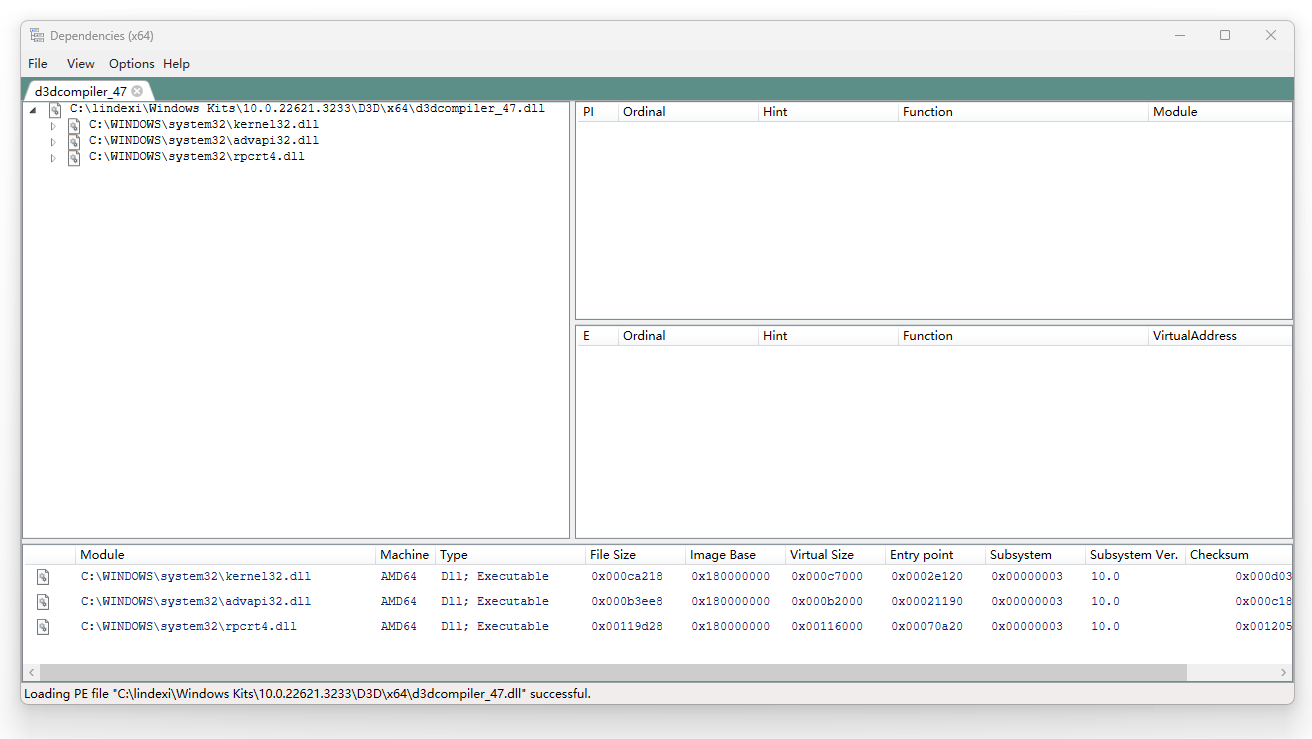 Dependencies (x64)
File View Options Help
d3dcompiler_47
C:\lindexi\Windows Kits\10.0.22621.3233\D3D\x64\d3dcompiler_47.dll
C:\WINDOWS\system32\kernel32.dll
C:\WINDOWS\system32\advapi32.dll
C:\WINDOWS\system32\rpcrt4.dll
PI Ordinal Hint Function Module
E Ordinal Hint Function VirtualAddress
Module Machine Type File Size Image Base Virtual Size Entry point Subsystem Subsystem Ver. Checksum
C:\WINDOWS\system32\kernel32.dll AMD64 Dll; Executable 0x000ca218 0x180000000 0x000c7000 0x0002e120 0x00000003 10.0 0x000d03
C:\WINDOWS\system32\advapi32.dll AMD64 Dll; Executable 0x000b3ee8 0x180000000 0x000b2000 0x00021190 0x00000003 10.0 0x000c18
C:\WINDOWS\system32\rpcrt4.dll AMD64 Dll; Executable 0x00119d28 0x180000000 0x00116000 0x00070a20 0x00000003 10.0 0x001205
Loading PE file "C:\lindexi\Windows Kits\10.0.22621.3233\D3D\x64\d3dcompiler_47.dll" successful.